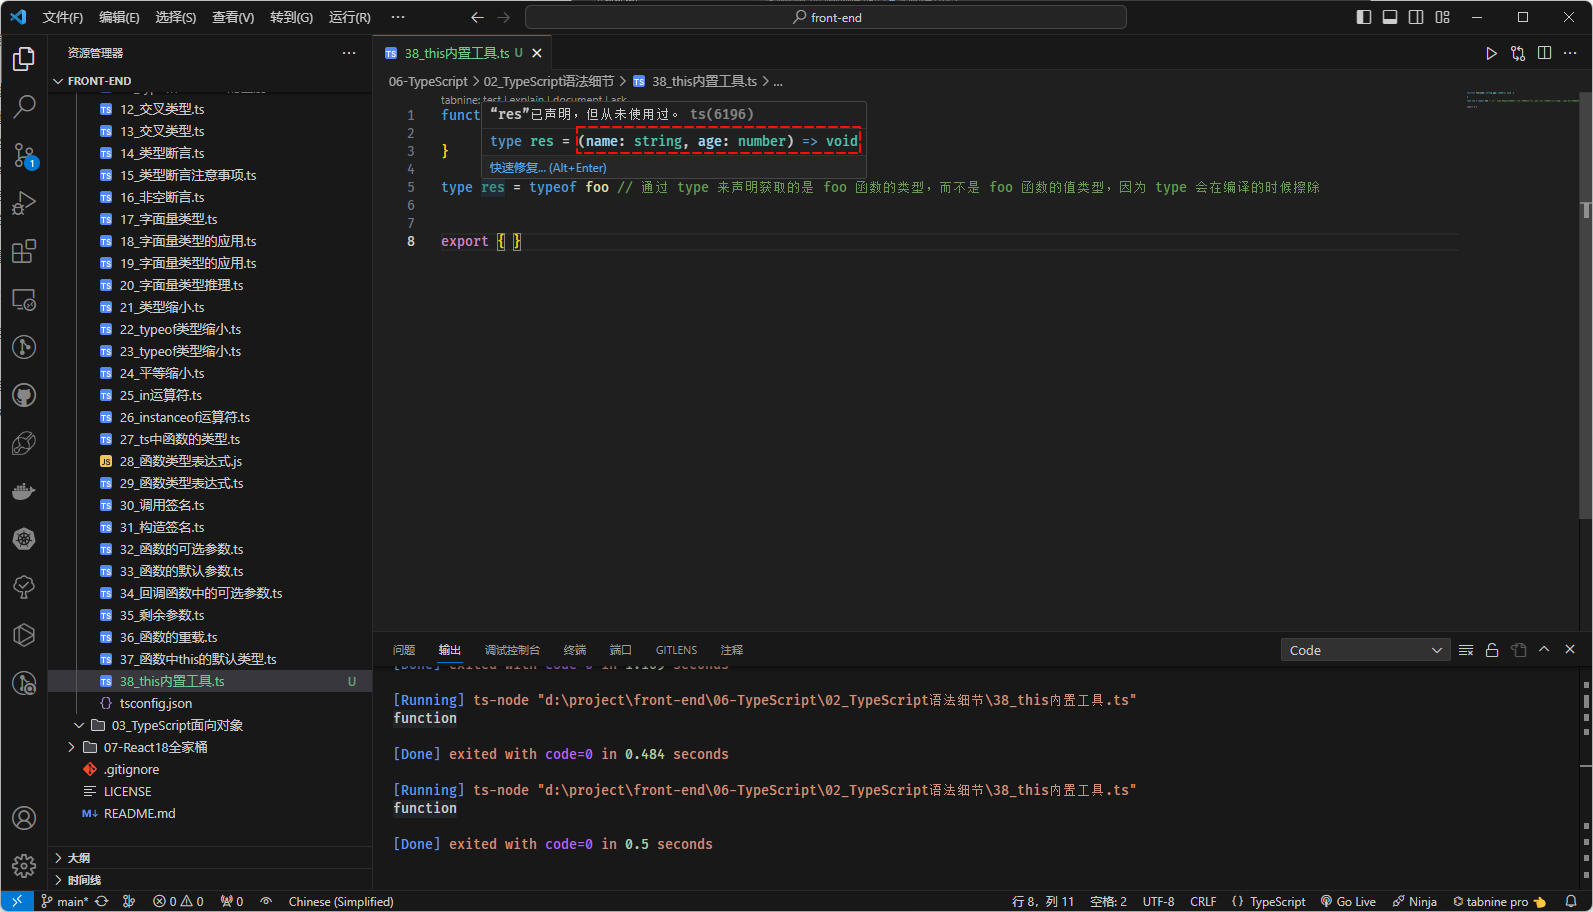 文件(F) 编辑(E) 选择(S) 查看(V) 转到(G) 运行(R) ··· front-end
资源管理器 ···
FRONT-END
12_交叉类型.ts
13_交叉类型.ts
14_类型断言.ts
15_类型断言注意事项.ts
16_非空断言.ts
17_字面量类型.ts
18_字面量类型的应用.ts
19_字面量类型的应用.ts
20_字面量类型推理.ts
21_类型缩小.ts
22_typeof类型缩小.ts
23_typeof类型缩小.ts
24_平等缩小.ts
25_in运算符.ts
26_instanceof运算符.ts
27_ts中函数的类型.ts
28_函数类型表达式.js
29_函数类型表达式.ts
30_调用签名.ts
31_构造签名.ts
32_函数的可选参数.ts
33_函数的默认参数.ts
34_回调函数中的可选参数.ts
35_剩余参数.ts
36_函数的重载.ts
37_函数中this的默认类型.ts
38_this内置工具.ts U
{} tsconfig.json
03_TypeScript面向对象
07-React18全家桶
.gitignore
LICENSE
README.md
大纲
时间线
38_this内置工具.ts U
06-TypeScript > 02_TypeScript语法细节 > TS 38_this内置工具.ts > ...
tabnine: test | explain | document | ask
1 funct
“res”已声明，但从未使用过。 ts(6196)
2
type res = (name: string, age: number) => void
3 }
快速修复... (Alt+Enter)
4
5 type res = typeof foo // 通过 type 来声明获取的是 foo 函数的类型，而不是 foo 函数的值类型，因为 type 会在编译的时候擦除
6
7
8 export { }
问题 输出 调试控制台 终端 端口 GITLENS 注释 Code
[Done] exited with code=0 in 1.109 seconds
[Running] ts-node "d:\project\front-end\06-TypeScript\02_TypeScript语法细节\38_this内置工具.ts"
function
[Done] exited with code=0 in 0.484 seconds
[Running] ts-node "d:\project\front-end\06-TypeScript\02_TypeScript语法细节\38_this内置工具.ts"
function
[Done] exited with code=0 in 0.5 seconds
main* 0 0 0 Chinese (Simplified) 行 8，列 11 空格: 2 UTF-8 CRLF {} TypeScript Go Live Ninja tabnine pro